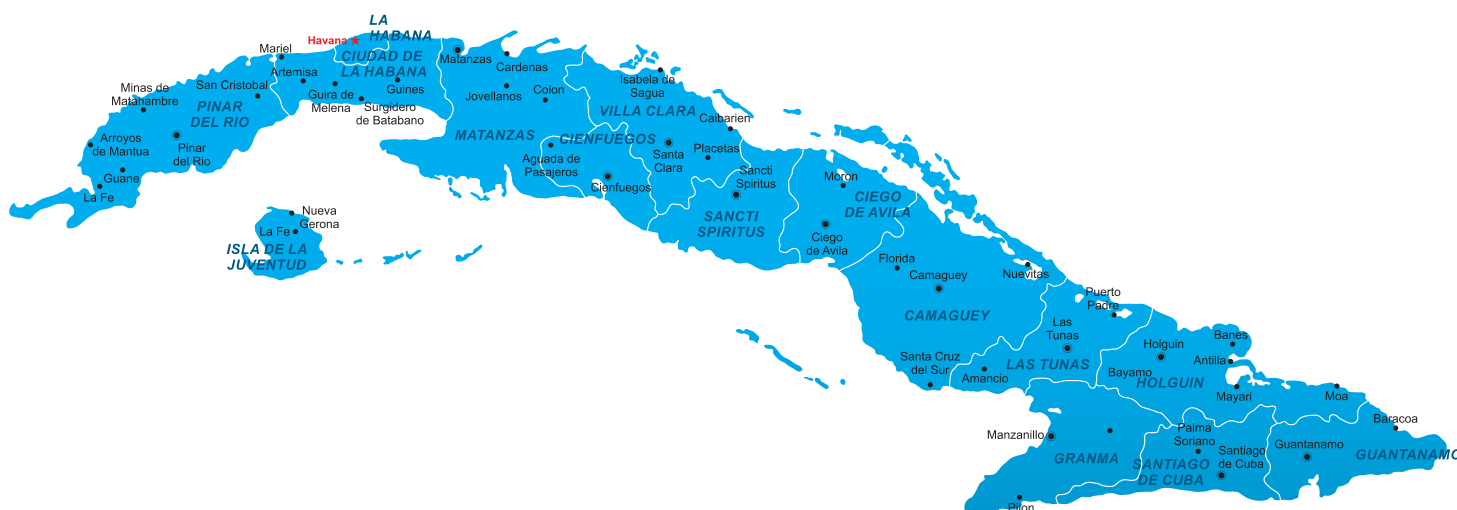 LA
HABANA
Havana
CIUDAD DE
LA HABANA
Mariel
Artemisa
Guira de
Melena
Guines
Surgidero
de Batabano
San Cristobal
Minas de
Matahambre
PINAR
DEL RIO
Arroyos
de Mantua
Pinar
del Rio
Guane
La Fe
Nueva
Gerona
La Fe
ISLA DE LA
JUVENTUD
Matanzas
Cardenas
Jovellanos
Colon
MATANZAS
Isabela de
Sagua
VILLA CLARA
Caibarien
CIENFUEGOS
Aguada de
Pasajeros
Cienfuegos
Santa
Clara
Placetas
Sancti
Spiritus
SANCTI
SPIRITUS
Moron
CIEGO
DE AVILA
Ciego
de Avila
Florida
Camaguey
Nuevitas
CAMAGUEY
Puerto
Padre
Las
Tunas
LAS TUNAS
Santa Cruz
del Sur
Amancio
Holguin
Bayamo
HOLGUIN
Banes
Antilla
Mayari
Moa
Baracoa
Manzanillo
GRANMA
Palma
Soriano
Santiago
de Cuba
SANTIAGO
DE CUBA
Guantanamo
GUANTANAMO
Pilon